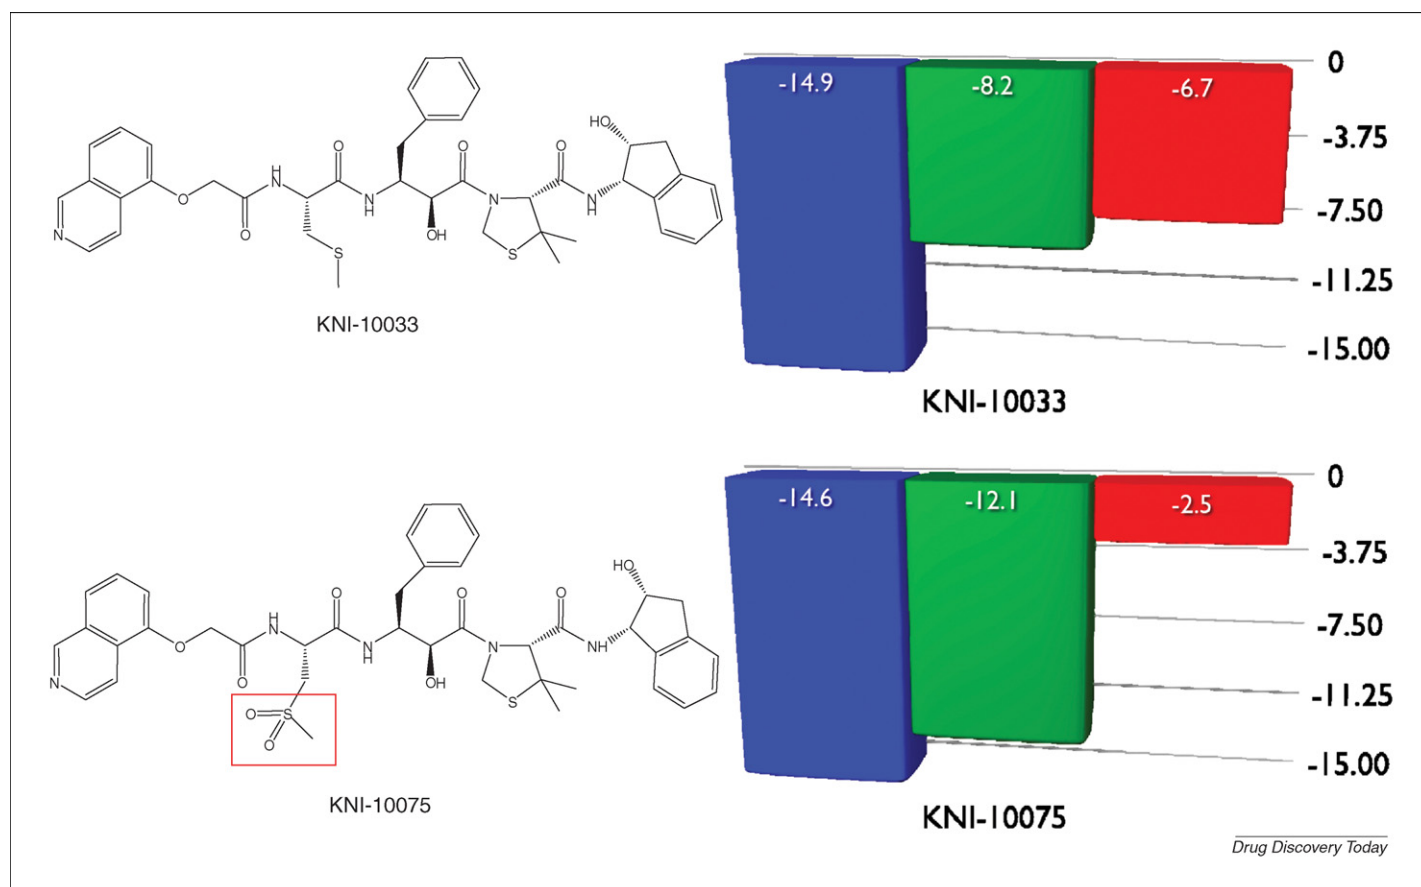 O
O
O
HO
H
N
N
O
N
H
O
N
H
N
O
OH
S
S
KNI-10033
-14.9
-8.2
-6.7
0
-3.75
-7.50
-11.25
-15.00
KNI-10033
HO
O
O
O
H
N
N
H
N
NH
O
O
OH
N
S
O
S
O
KNI-10075
-14.6
-12.1
-2.5
0
-3.75
-7.50
-11.25
-15.00
KNI-10075
Drug Discovery Today